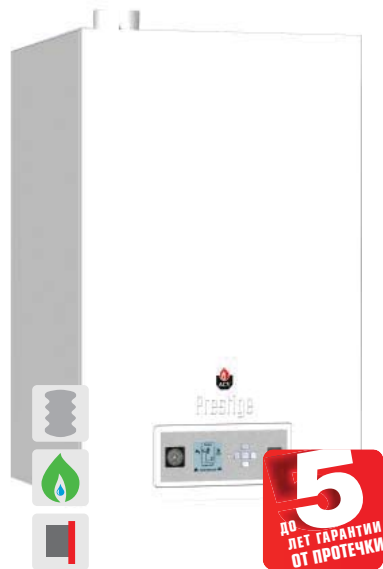 ACV
Prestige
5
ДО
ЛЕТ ГАРАНТИИ
ОТ ПРОТЕЧКИ